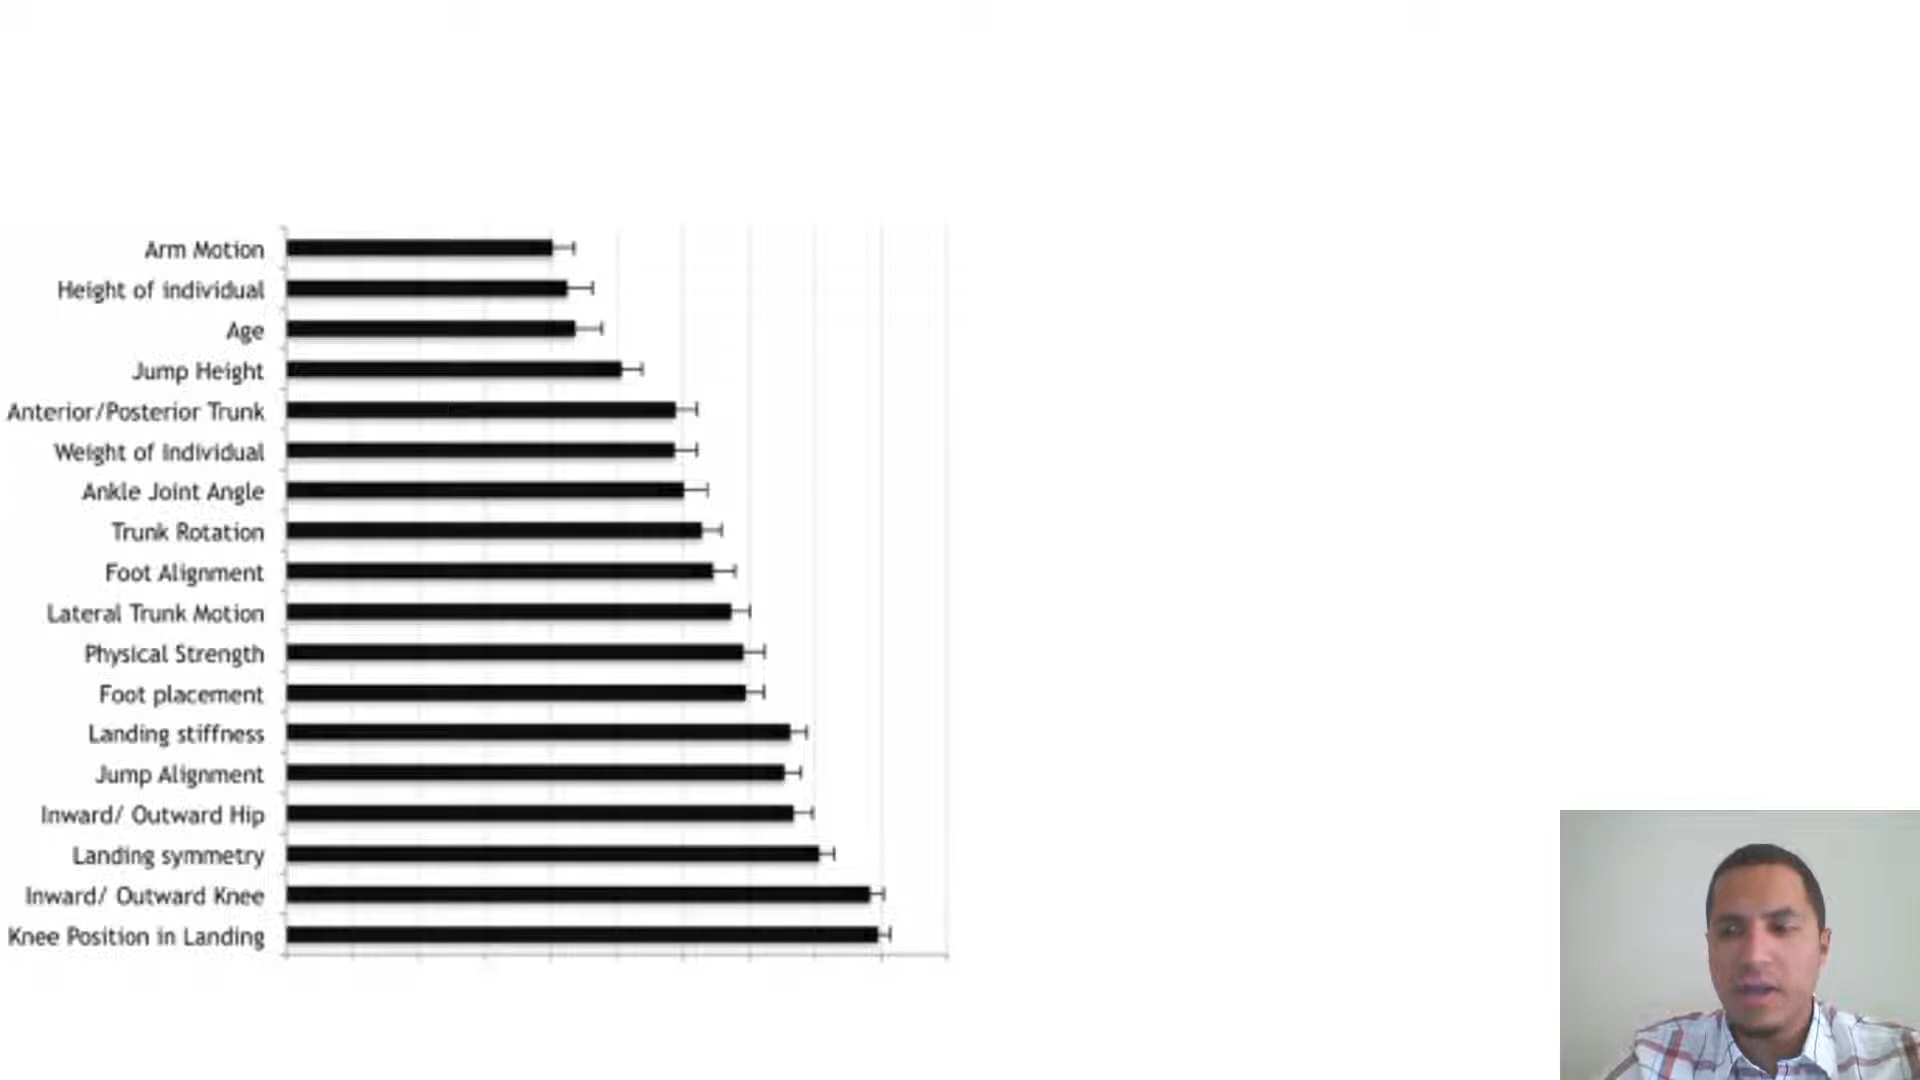 Arm Motion
Height of individual
Age
Jump Height
Anterior/Posterior Trunk
Weight of Individual
Ankle Joint Angle
Trunk Rotation
Foot Alignment
Lateral Trunk Motion
Physical Strength
Foot placement
Landing stiffness
Jump Alignment
Inward/ Outward Hip
Landing symmetry
Inward/ Outward Knee
Knee Position in Landing